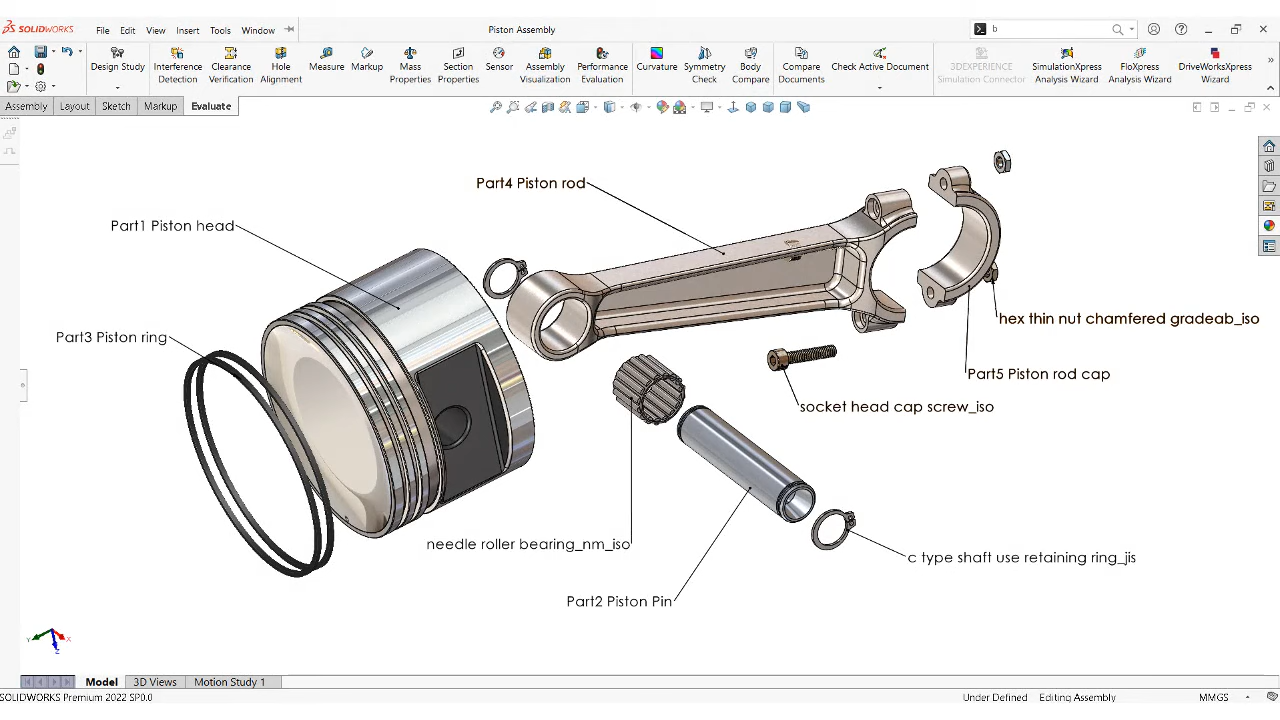 SOLIDWORKS File Edit View Insert Tools Window Piston Assembly b
Design Study Interference Detection Clearance Verification Hole Alignment Measure Markup Mass Properties Section Properties Sensor Assembly Visualization Performance Evaluation Curvature Symmetry Check Body Compare Compare Documents Check Active Document 3DEXPERIENCE Simulation Connector SimulationXpress Analysis Wizard FloXpress Analysis Wizard DriveWorksXpress Wizard
Assembly Layout Sketch Markup Evaluate
Part4 Piston rod
Part1 Piston head
hex thin nut chamfered gradeab_iso
Part3 Piston ring
Part5 Piston rod cap
socket head cap screw_iso
needle roller bearing_nm_iso
c type shaft use retaining ring_jis
Part2 Piston Pin
Y X Z
Model 3D Views Motion Study 1
SOLIDWORKS Premium 2022 SP0.0 Under Defined Editing Assembly MMGS